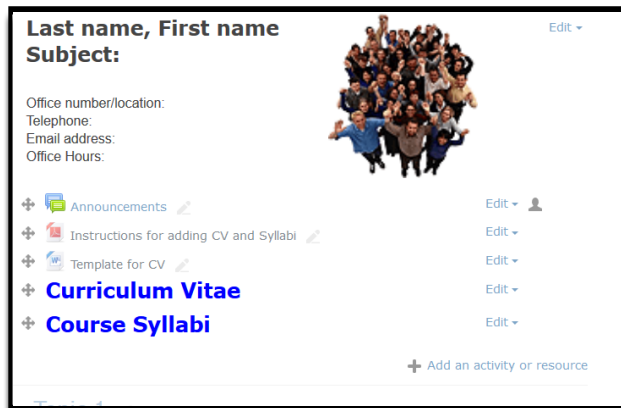 Last name, First name
Edit
Subject:
Office number/location:
Telephone:
Email address:
Office Hours:
Announcements Edit
Instructions for adding CV and Syllabi Edit
Template for CV Edit
Curriculum Vitae Edit
Course Syllabi Edit
Add an activity or resource
Topic 1